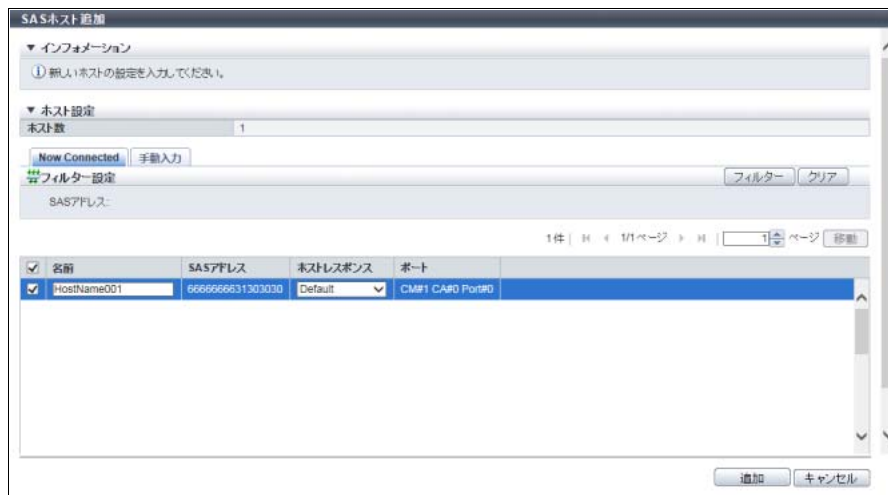 SASホスト追加
▼ インフォメーション
新しいホストの設定を入力してください。
▼ ホスト設定
ホスト数 1
Now Connected 手動入力
フィルター設定 フィルター クリア
SASアドレス:
1件 | 1/1ページ | 1 ページ 移動
名前 SASアドレス ホストレスポンス ポート
HostName001 6666666631303030 Default CM#1 CA#0 Port#0
追加 キャンセル